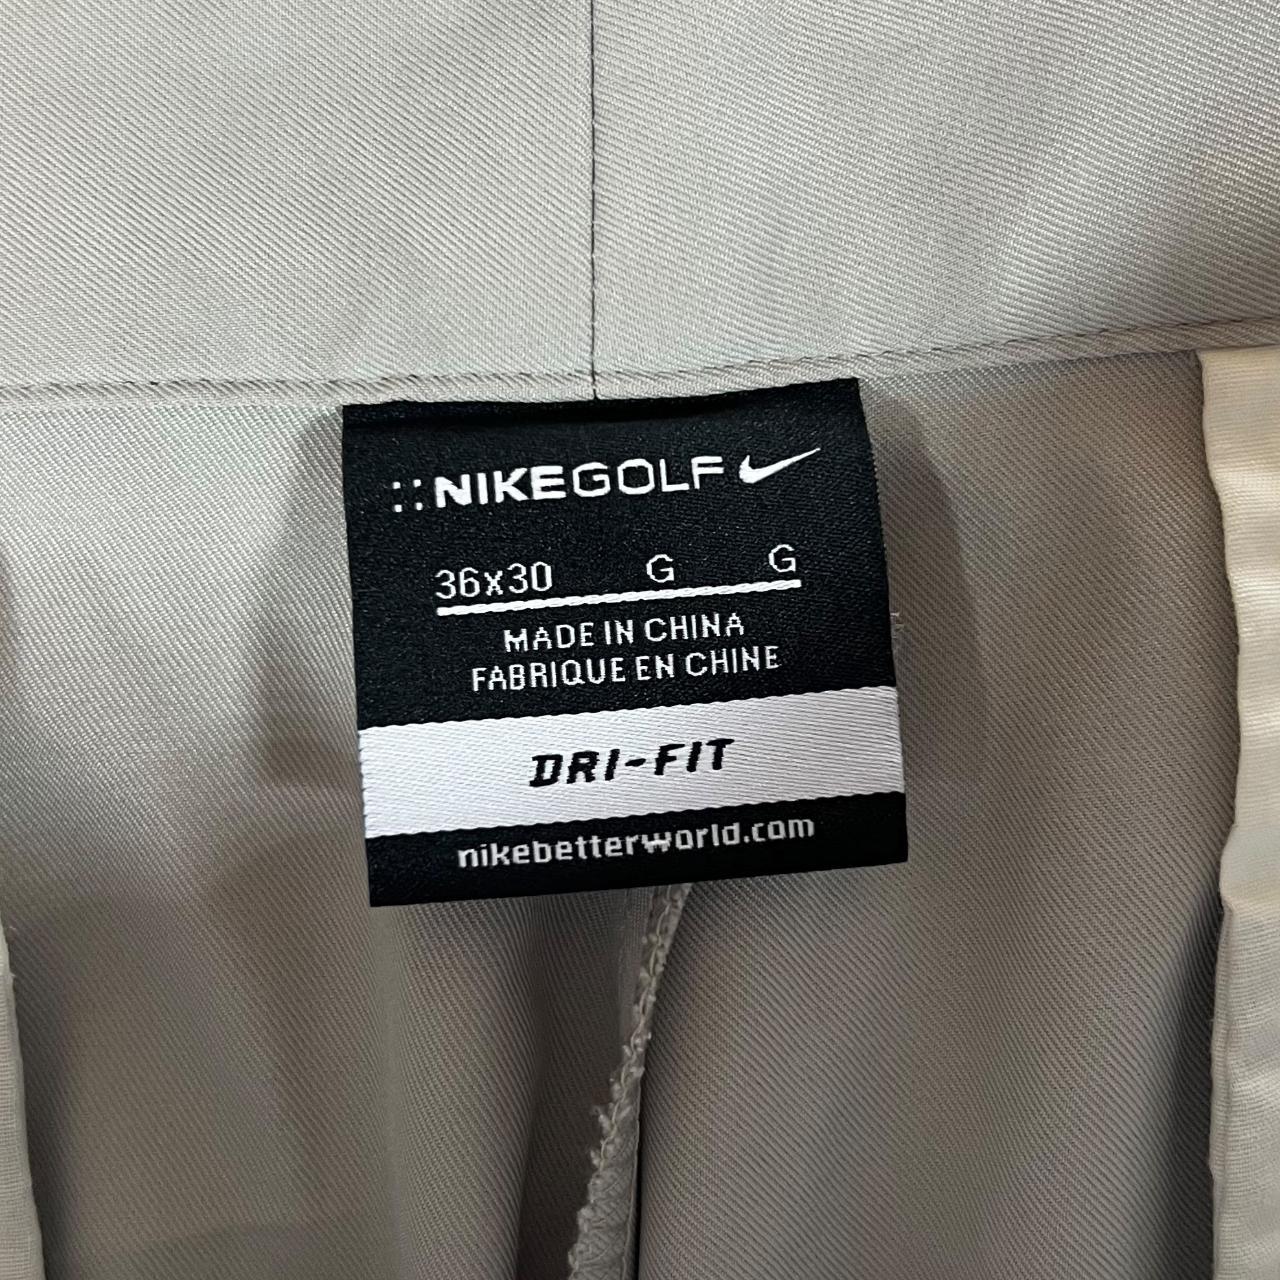 ::NIKEGOLF
36x30 G G
MADE IN CHINA
FABRIQUE EN CHINE
DRI-FIT
nikebetterworld.com